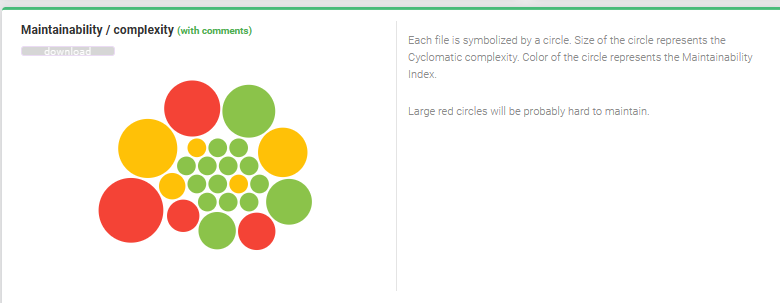 Maintainability / complexity (with comments)
download
Each file is symbolized by a circle. Size of the circle represents the
Cyclomatic complexity. Color of the circle represents the Maintainability
Index.
Large red circles will be probably hard to maintain.